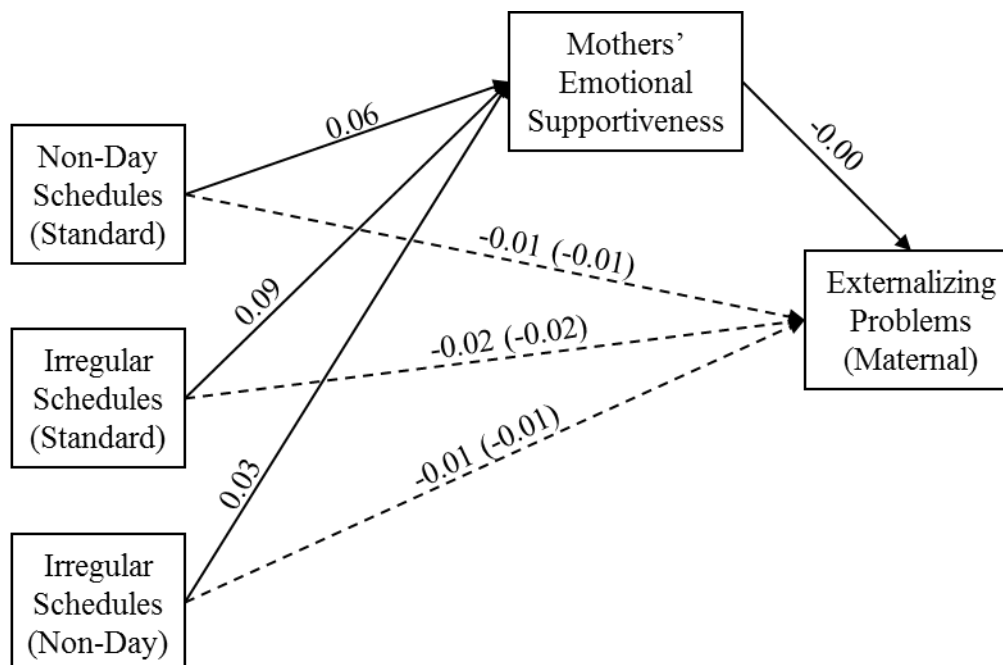 Mothers’
Emotional
Supportiveness
0.06
-0.00
Non-Day
Schedules
(Standard)
-0.01 (-0.01)
0.09
Externalizing
Problems
(Maternal)
-0.02 (-0.02)
Irregular
Schedules
(Standard)
0.03
-0.01 (-0.01)
Irregular
Schedules
(Non-Day)